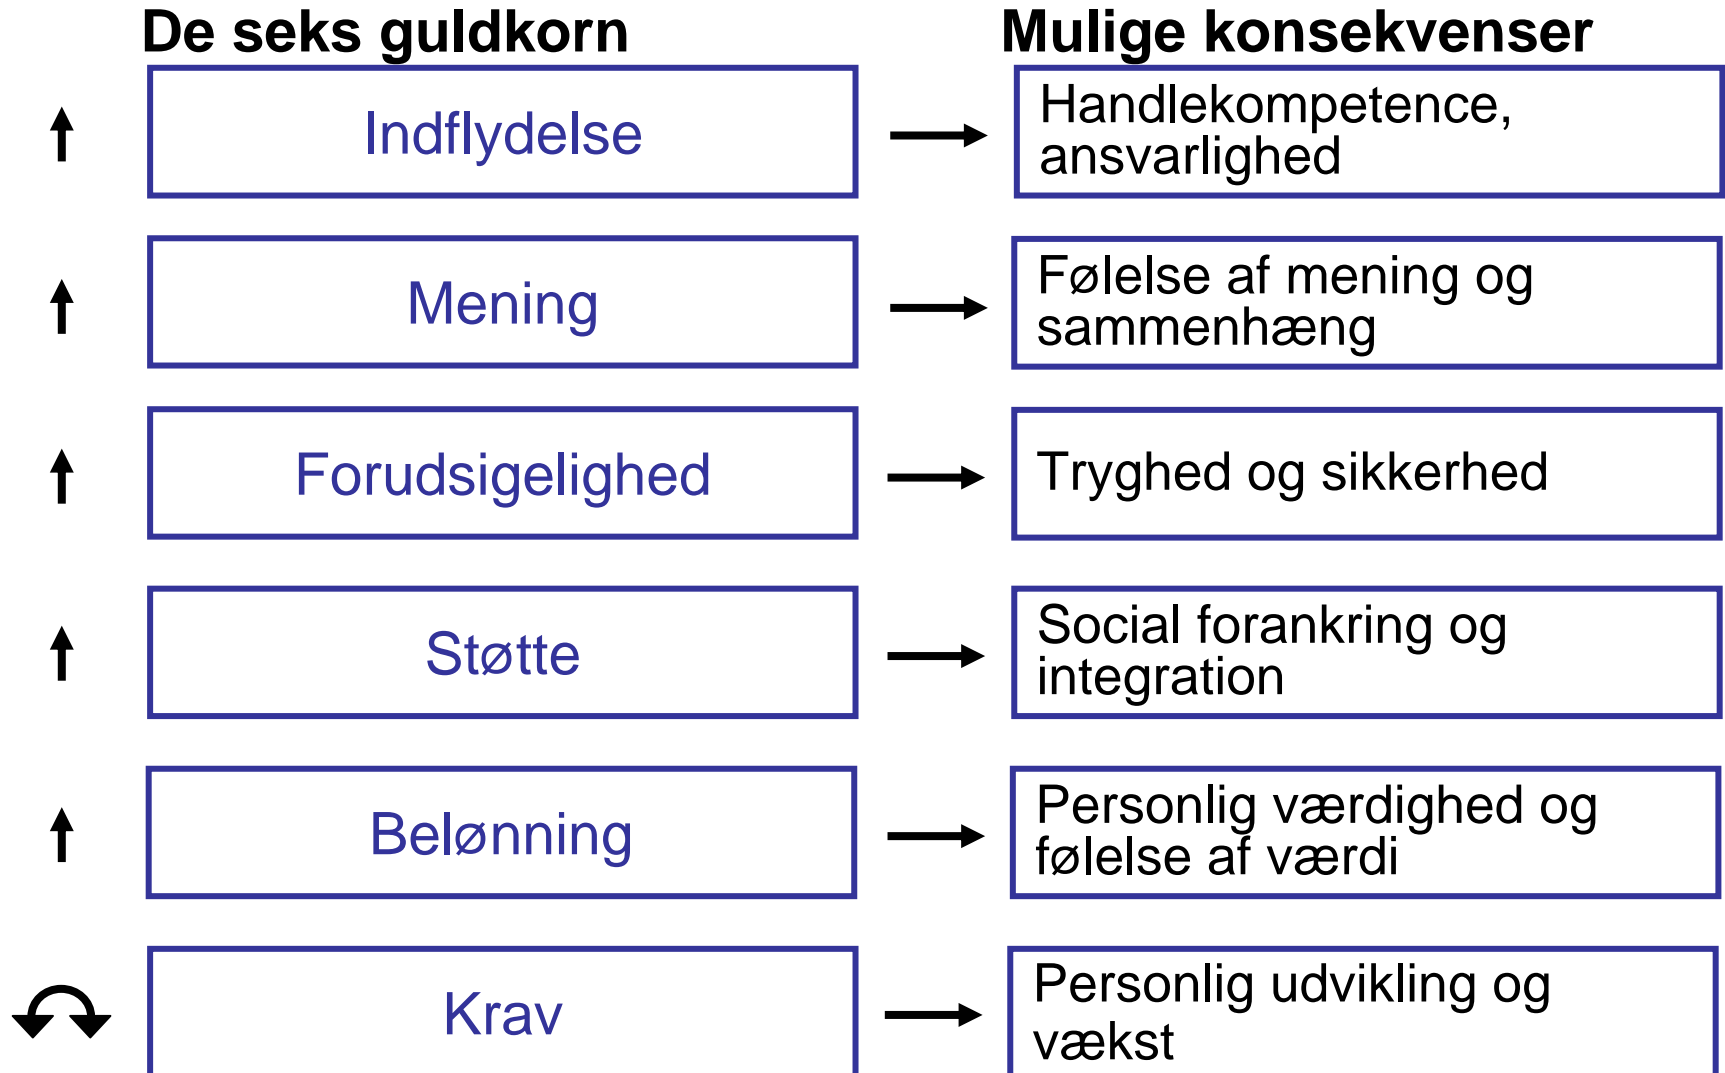 De seks guldkorn
Mulige konsekvenser
Indflydelse
Handlekompetence,
ansvarlighed
Mening
Følelse af mening og
sammenhæng
Forudsigelighed
Tryghed og sikkerhed
Støtte
Social forankring og
integration
Belønning
Personlig værdighed og
følelse af værdi
Krav
Personlig udvikling og
vækst